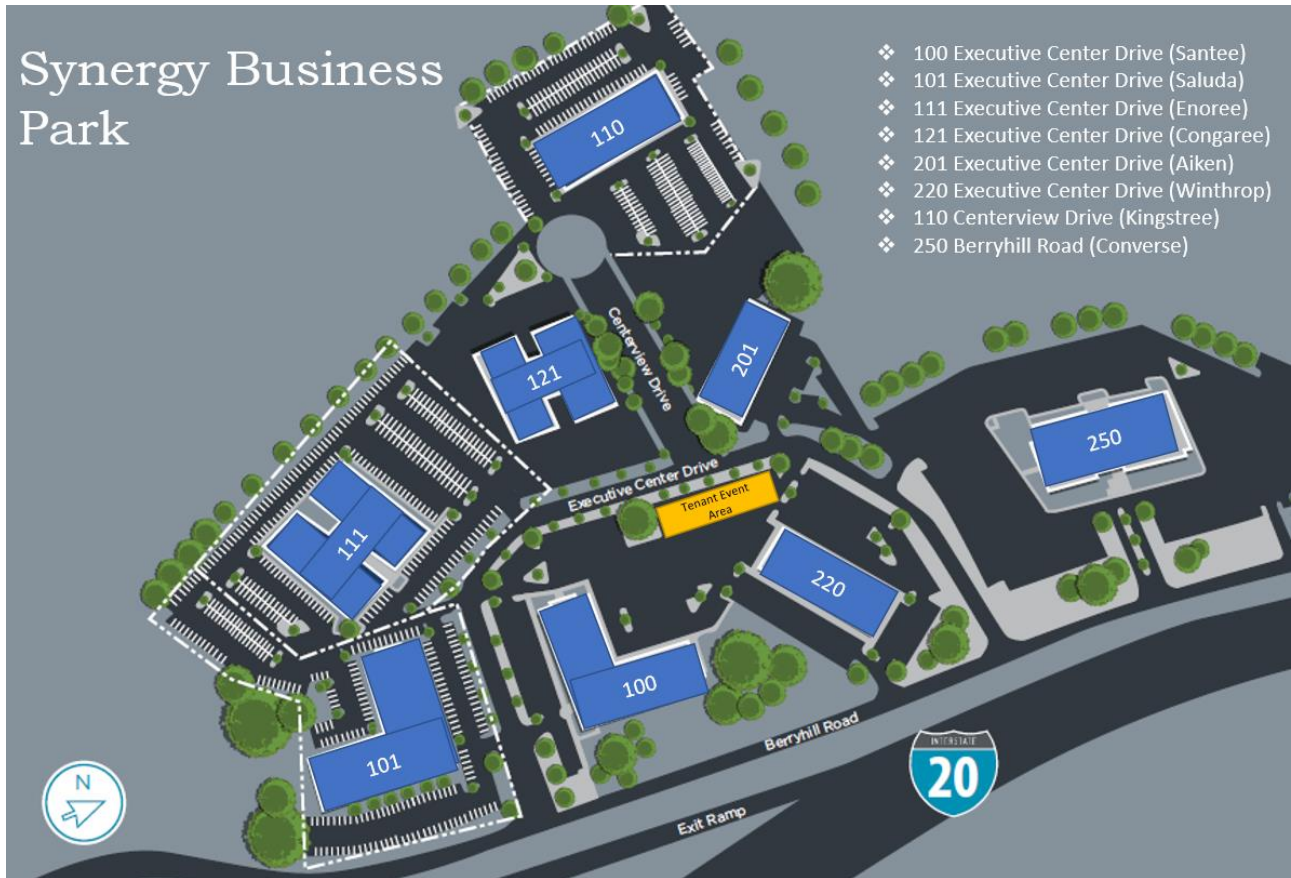 Synergy Business
Park
❖ 100 Executive Center Drive (Santee)
❖ 101 Executive Center Drive (Saluda)
❖ 111 Executive Center Drive (Enoree)
❖ 121 Executive Center Drive (Congaree)
❖ 201 Executive Center Drive (Aiken)
❖ 220 Executive Center Drive (Winthrop)
❖ 110 Centerview Drive (Kingstree)
❖ 250 Berryhill Road (Converse)
110
Centerview Drive
201
121
250
Executive Center Drive
Tenant Event
Area
111
220
100
101
Berryhill Road
Exit Ramp
INTERSTATE
20
N